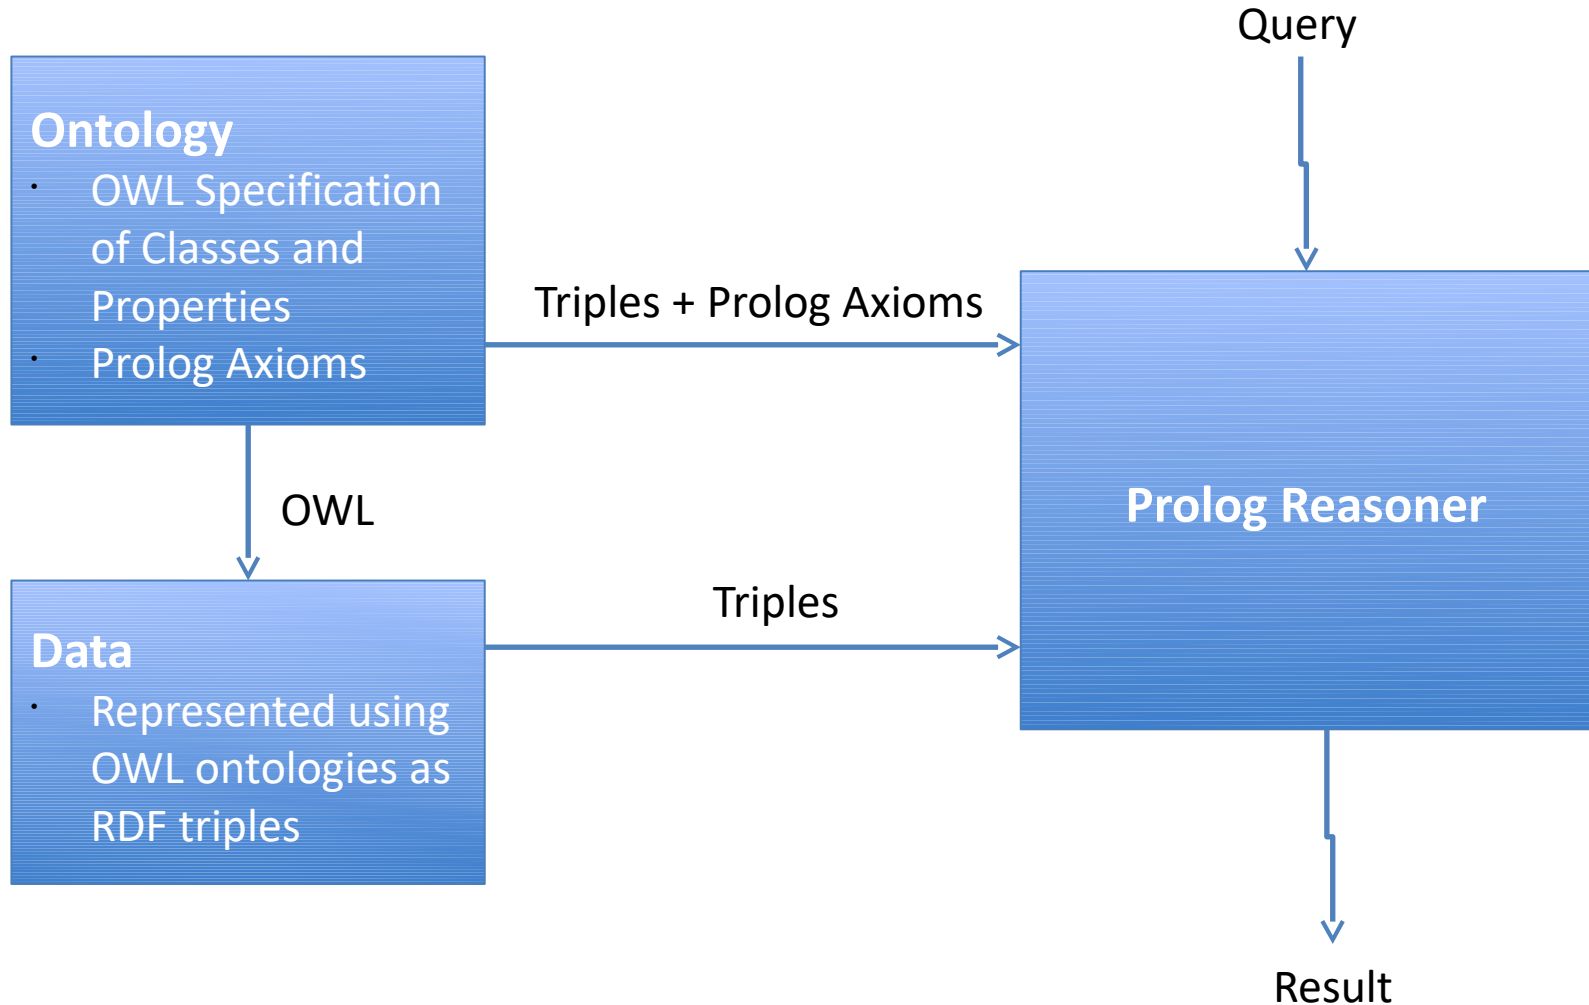 Query
Ontology
· OWL Specification
of Classes and
Properties
· Prolog Axioms
Triples + Prolog Axioms
OWL
Prolog Reasoner
Triples
Data
· Represented using
OWL ontologies as
RDF triples
Result